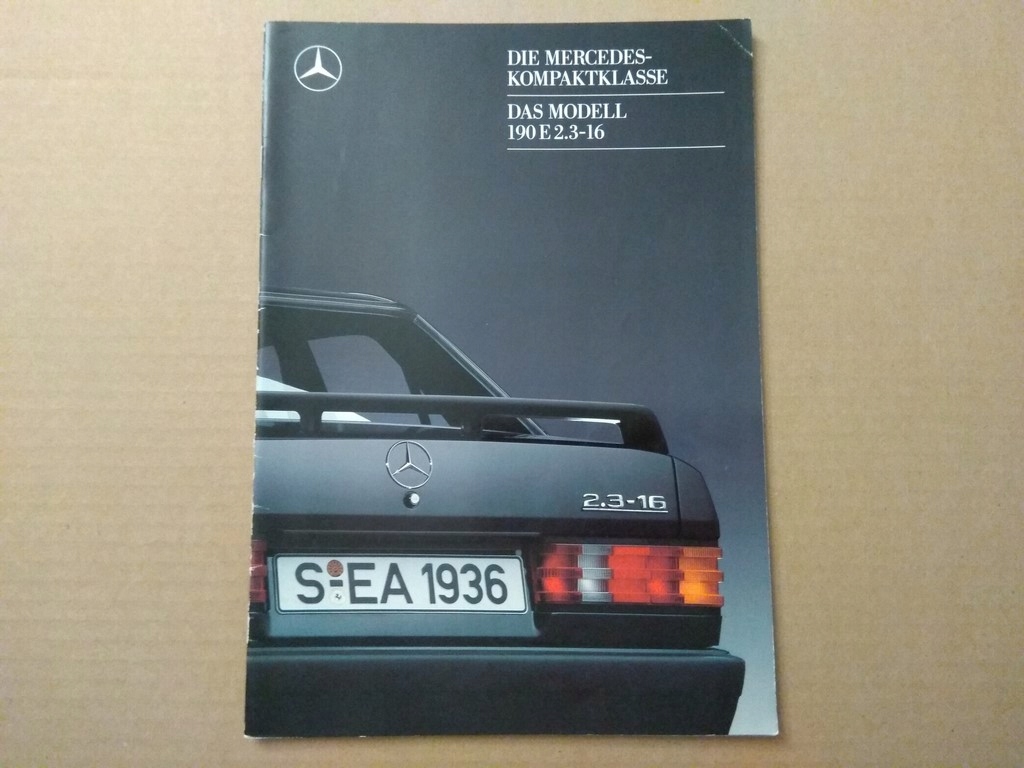 DIE MERCEDES-
KOMPAKTKLASSE
DAS MODELL
190 E 2.3-16
2.3-16
S-EA 1936